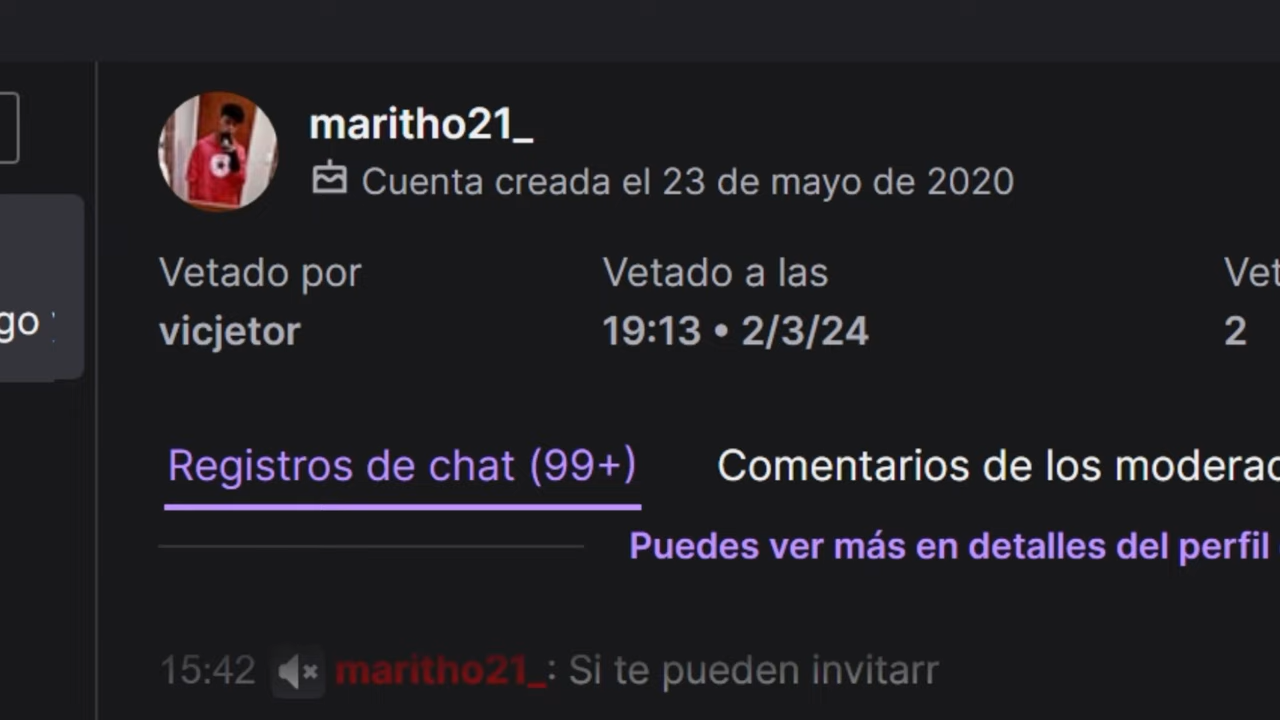 maritho21_
Cuenta creada el 23 de mayo de 2020
Vetado por
Vetado a las
vicjetor
19:13 • 2/3/24
2
go
Registros de chat (99+)
Comentarios de los
Puedes ver más en detalles del perfil
15:42 maritho21_: Si te pueden invitarr